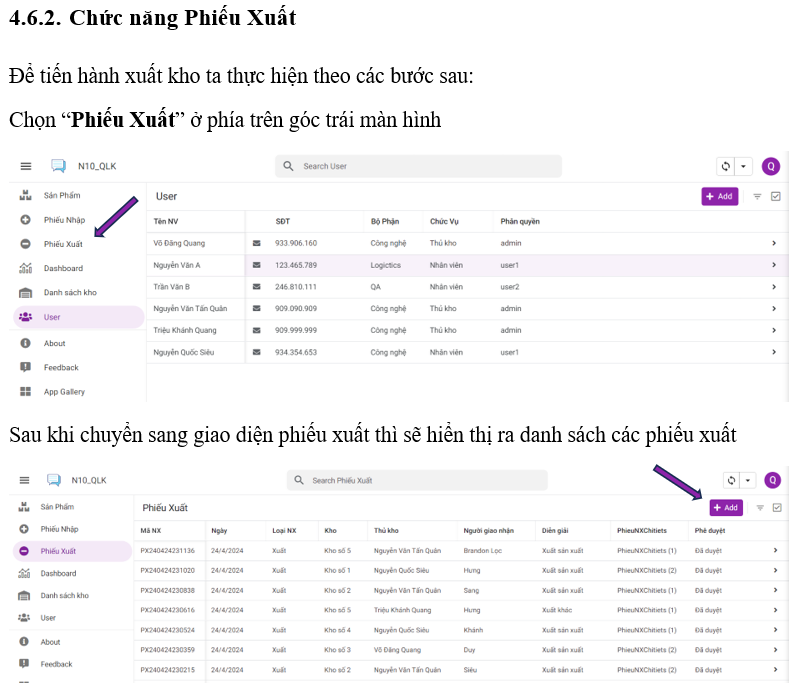 4.6.2. Chức năng Phiếu Xuất
Để tiến hành xuất kho ta thực hiện theo các bước sau:
Chọn “Phiếu Xuất” ở phía trên góc trái màn hình
N10_QLK
Search User
Q
Sản Phẩm
Phiếu Nhập
Phiếu Xuất
Dashboard
Danh sách kho
User
About
Feedback
App Gallery
User
+ Add
Tên NV SĐT Bộ Phận Chức Vụ Phân quyền
Võ Đăng Quang 933.906.160 Công nghệ Thủ kho admin
Nguyễn Văn A 123.465.789 Logictics Nhân viên user1
Trần Văn B 246.810.111 QA Nhân viên user2
Nguyễn Văn Tấn Quân 909.090.909 Công nghệ Thủ kho admin
Triệu Khánh Quang 909.999.999 Công nghệ Thủ kho admin
Nguyễn Quốc Siêu 934.354.653 Công nghệ Nhân viên user1
Sau khi chuyển sang giao diện phiếu xuất thì sẽ hiển thị ra danh sách các phiếu xuất
N10_QLK
Search Phiếu Xuất
Q
Sản Phẩm
Phiếu Nhập
Phiếu Xuất
Dashboard
Danh sách kho
User
About
Feedback
Phiếu Xuất
+ Add
Mã NX Ngày Loại NX Kho Thủ kho Người giao nhận Diễn giải PhieuNXChitiets Phê duyệt
PX240424231136 24/4/2024 Xuất Kho số 5 Nguyễn Văn Tấn Quân Brandon Lọc Xuất sản xuất PhieuNXChitiets (1) Đã duyệt
PX240424231020 24/4/2024 Xuất Kho số 1 Nguyễn Quốc Siêu Hưng Xuất sản xuất PhieuNXChitiets (2) Đã duyệt
PX240424230838 24/4/2024 Xuất Kho số 2 Nguyễn Văn Tấn Quân Sang Xuất sản xuất PhieuNXChitiets (1) Đã duyệt
PX240424230616 24/4/2024 Xuất Kho số 5 Triệu Khánh Quang Hưng Xuất khác PhieuNXChitiets (1) Đã duyệt
PX240424230524 24/4/2024 Xuất Kho số 4 Nguyễn Quốc Siêu Khánh Xuất sản xuất PhieuNXChitiets (1) Đã duyệt
PX240424230359 24/4/2024 Xuất Kho số 3 Võ Đăng Quang Duy Xuất sản xuất PhieuNXChitiets (2) Đã duyệt
PX240424230215 24/4/2024 Xuất Kho số 2 Nguyễn Văn Tấn Quân Siêu Xuất sản xuất PhieuNXChitiets (2) Đã duyệt